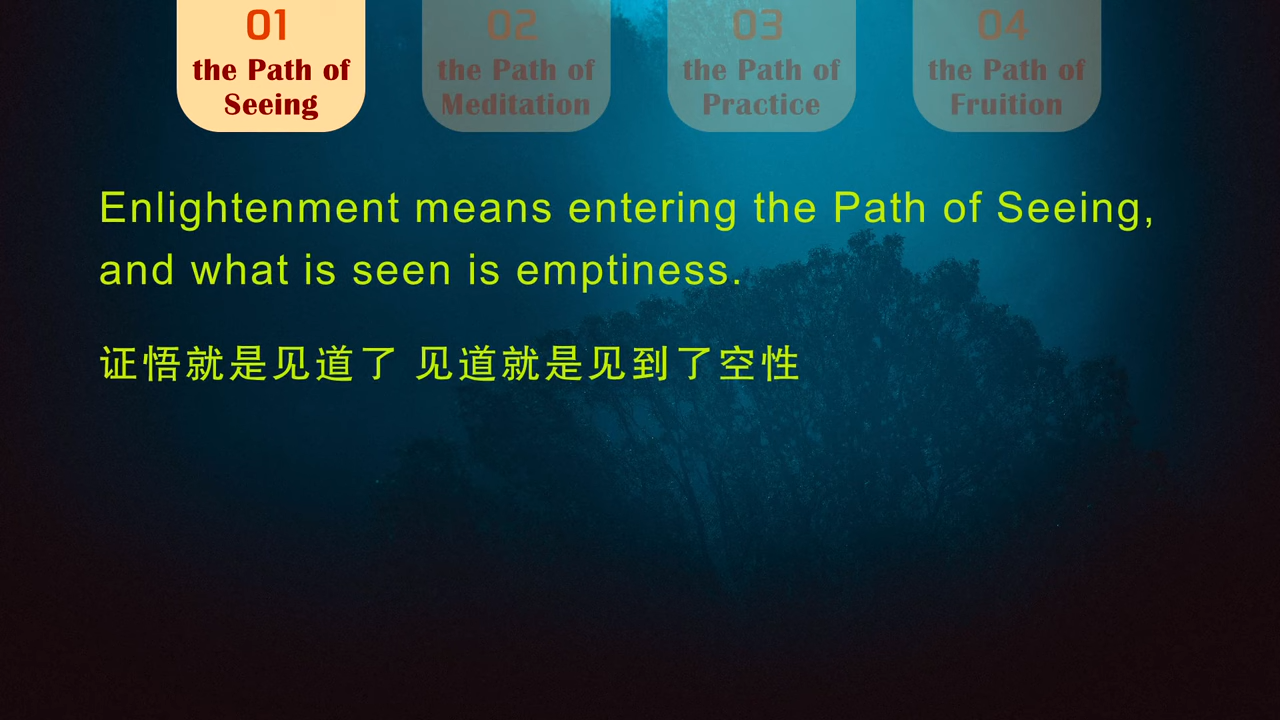 01
the Path of
Seeing
02
the Path of
Meditation
03
the Path of
Practice
04
the Path of
Fruition
Enlightenment means entering the Path of Seeing,
and what is seen is emptiness.
证悟就是见道了 见道就是见到了空性